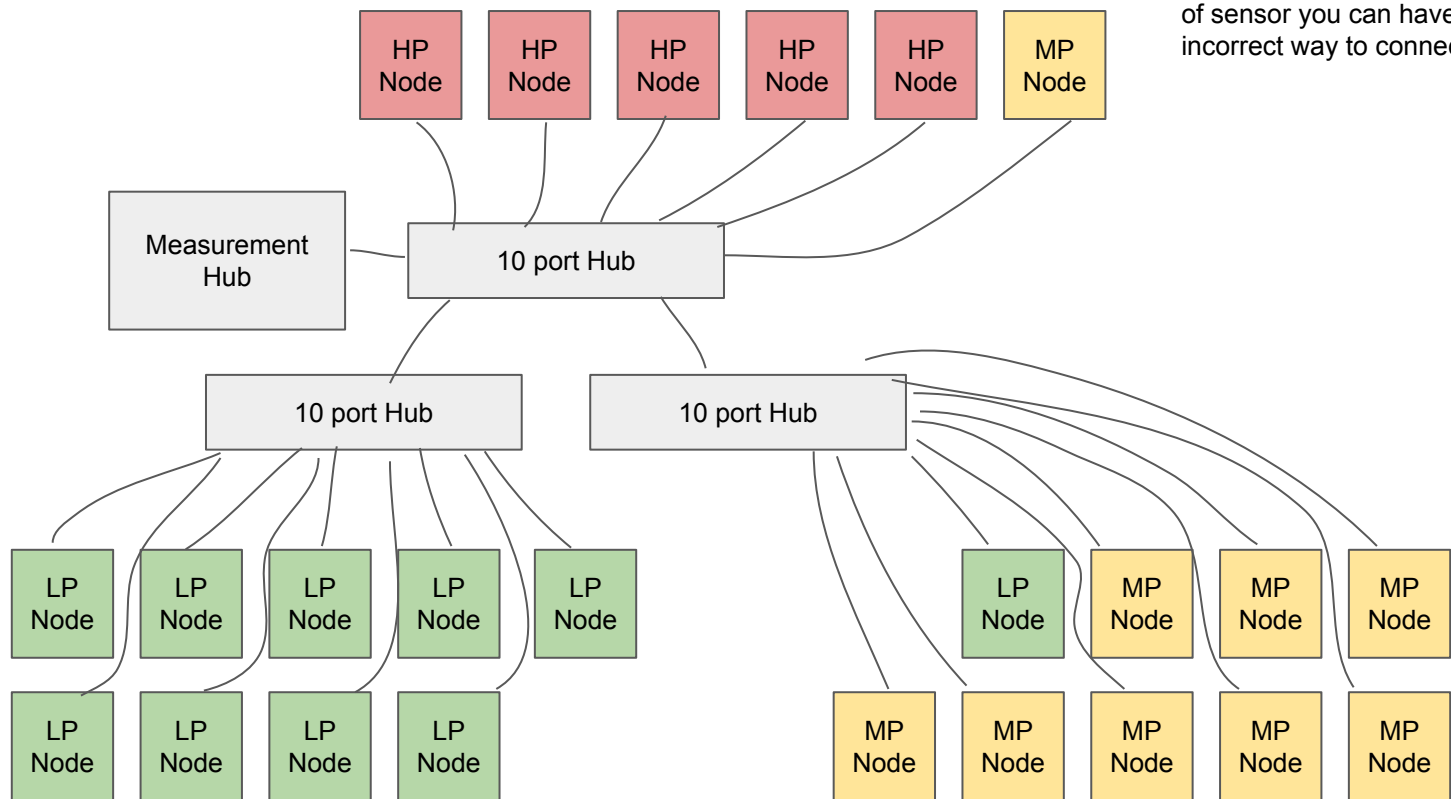 of sensor you can have
incorrect way to connec
HP
Node
HP
Node
HP
Node
HP
Node
HP
Node
MP
Node
Measurement
Hub
10 port Hub
10 port Hub
10 port Hub
LP
Node
LP
Node
LP
Node
LP
Node
LP
Node
LP
Node
MP
Node
MP
Node
MP
Node
LP
Node
LP
Node
LP
Node
LP
Node
MP
Node
MP
Node
MP
Node
MP
Node
MP
Node